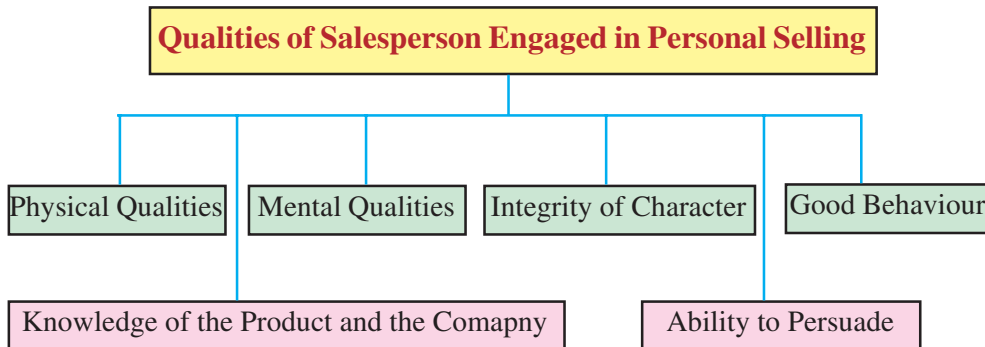 Qualities of Salesperson Engaged in Personal Selling
Physical Qualities
Mental Qualities
Integrity of Character
Good Behaviour
Knowledge of the Product and the Comapny
Ability to Persuade